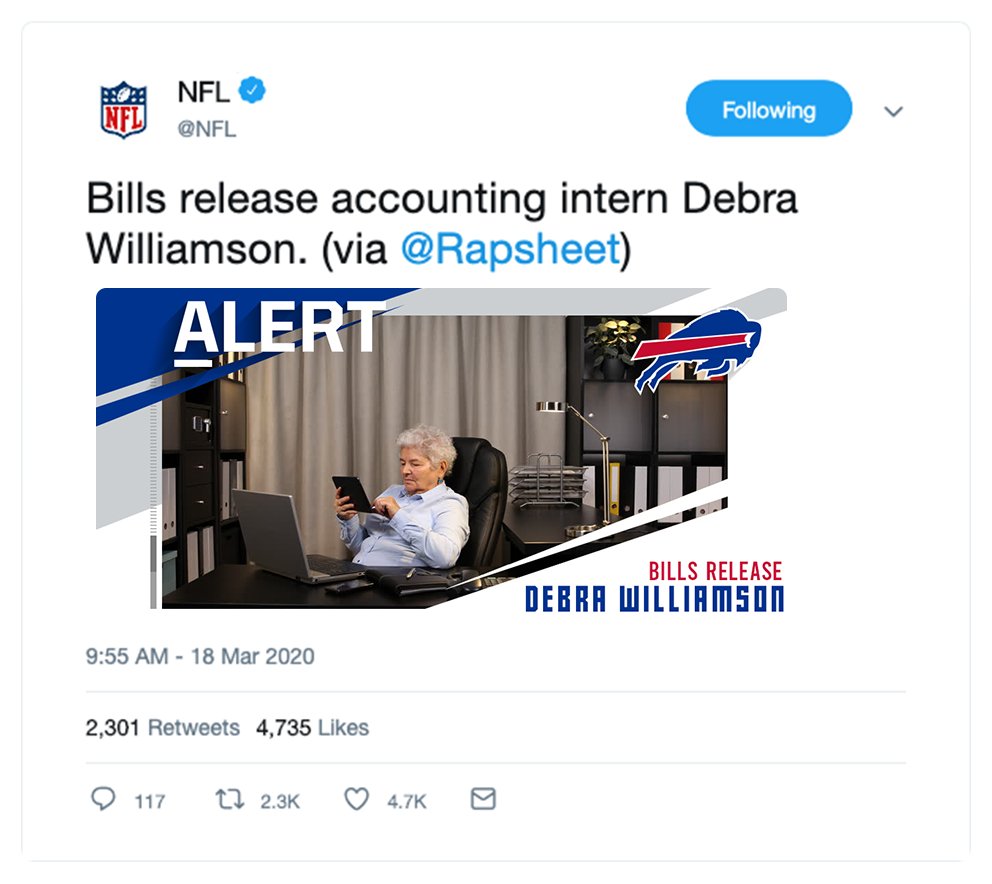 NFL
NFL
@NFL
Following
Bills release accounting intern Debra
Williamson. (via @Rapsheet)
ALERT
BILLS RELEASE
DEBRA WILLIAMSON
9:55 AM - 18 Mar 2020
2,301 Retweets 4,735 Likes
117 2.3K 4.7K